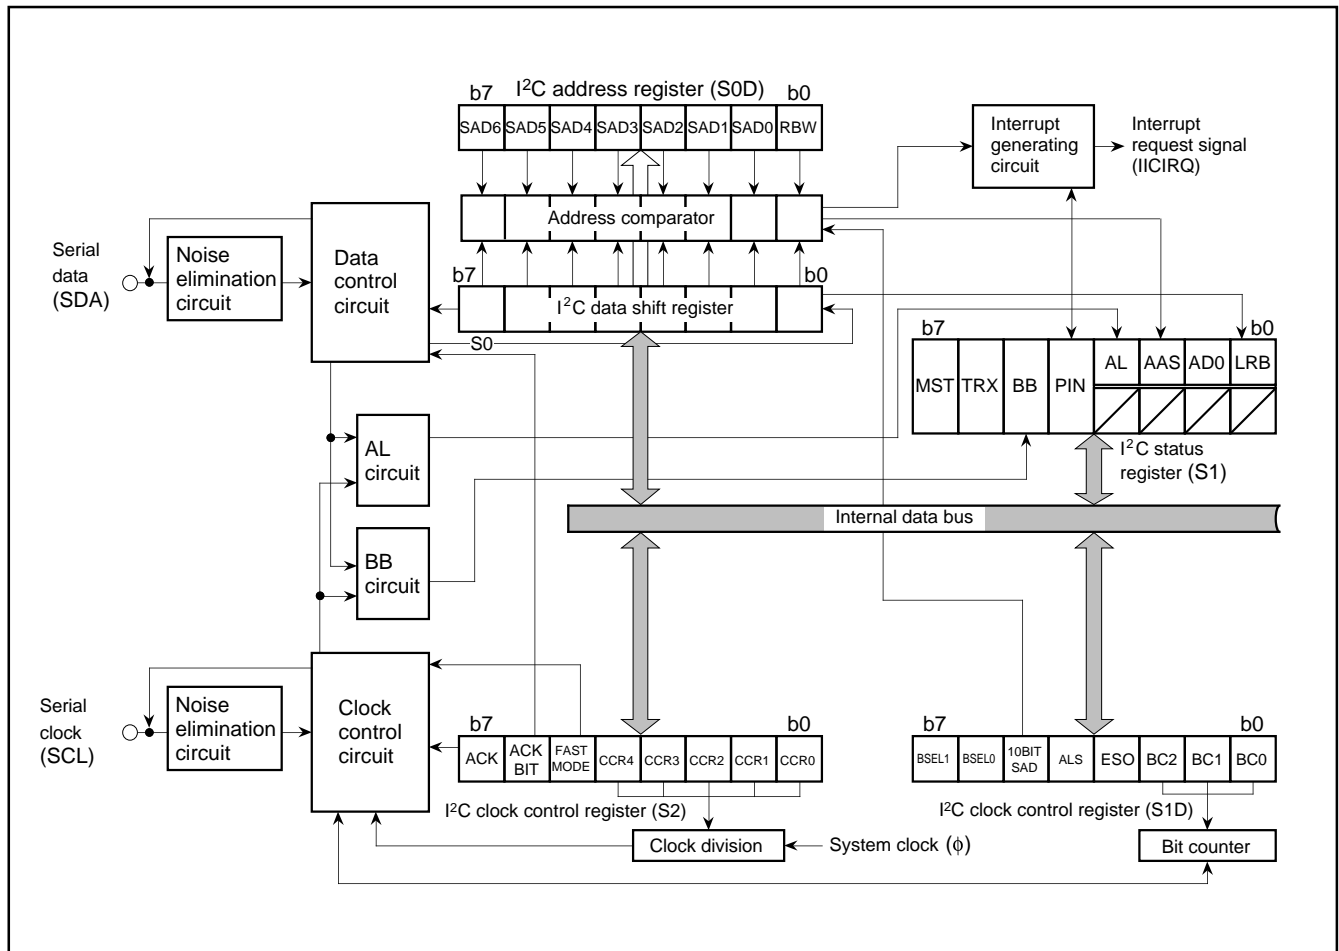 I²C address register (S0D)
b7 b0
SAD6 SAD5 SAD4 SAD3 SAD2 SAD1 SAD0 RBW
Interrupt
generating
circuit
Interrupt
request signal
(IICIRQ)
Address comparator
Serial
data
(SDA)
Noise
elimination
circuit
Data
control
circuit
b7 b0
I²C data shift register
S0
b7 b0
MST TRX BB PIN AL AAS AD0 LRB
I²C status
register (S1)
AL
circuit
Internal data bus
BB
circuit
Serial
clock
(SCL)
Noise
elimination
circuit
Clock
control
circuit
b7 b0
ACK ACK BIT FAST MODE CCR4 CCR3 CCR2 CCR1 CCR0
I²C clock control register (S2)
Clock division
System clock (ϕ)
b7 b0
BSEL1 BSEL0 10BIT SAD ALS ESO BC2 BC1 BC0
I²C clock control register (S1D)
Bit counter